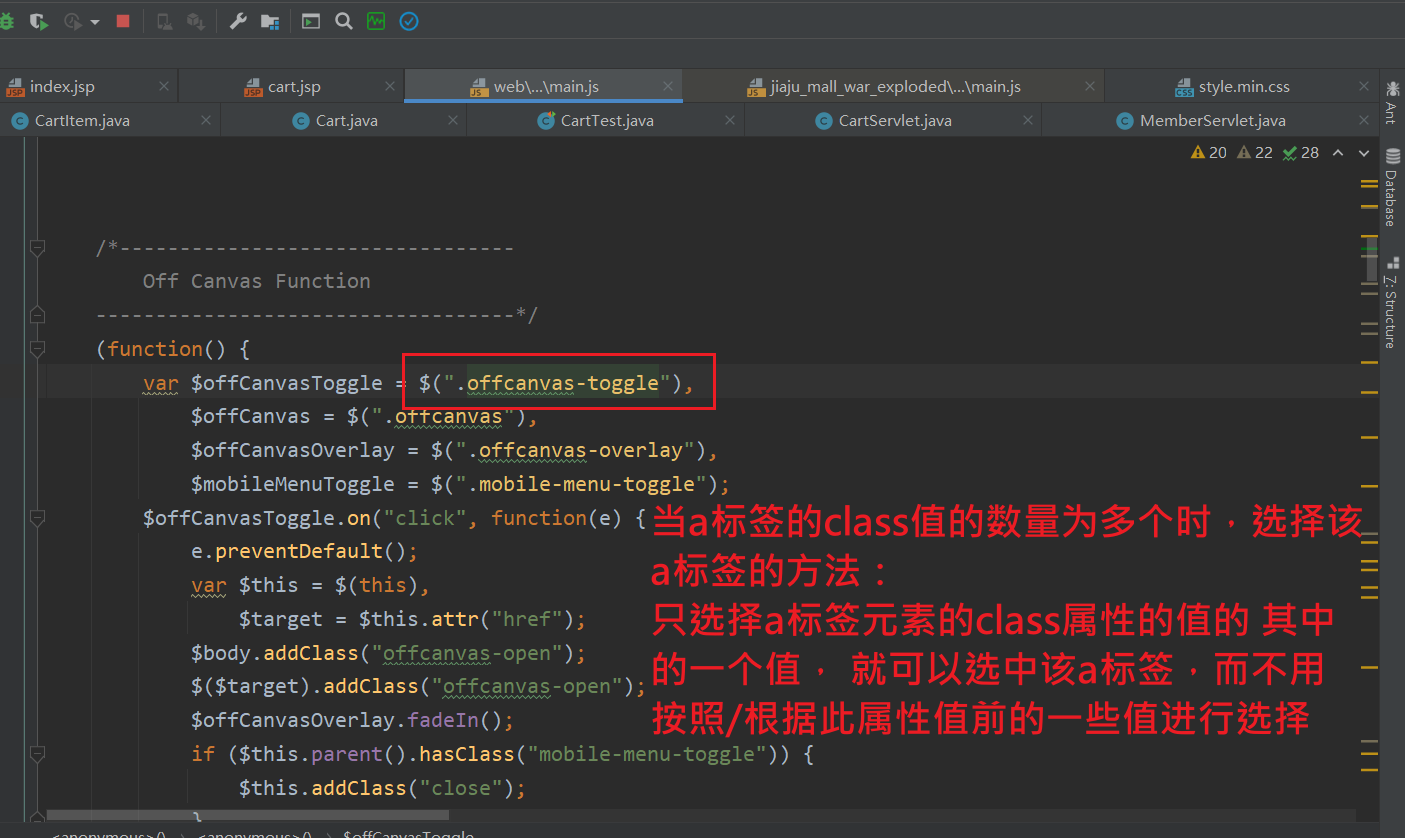 index.jsp
cart.jsp
web\...\main.js
jiaju_mall_war_exploded\...\main.js
style.min.css
CartItem.java
Cart.java
CartTest.java
CartServlet.java
MemberServlet.java
20 22 28
Ant
Database
7: Structure
/*---------------------------------
Off Canvas Function
-----------------------------------*/
(function() {
var $offCanvasToggle = $(".offcanvas-toggle"),
$offCanvas = $(".offcanvas"),
$offCanvasOverlay = $(".offcanvas-overlay"),
$mobileMenuToggle = $(".mobile-menu-toggle");
$offCanvasToggle.on("click", function(e) {
e.preventDefault();
var $this = $(this),
$target = $this.attr("href");
$body.addClass("offcanvas-open");
$($target).addClass("offcanvas-open");
$offCanvasOverlay.fadeIn();
if ($this.parent().hasClass("mobile-menu-toggle")) {
$this.addClass("close");
}
当a标签的class值的数量为多个时，选择该
a标签的方法：
只选择a标签元素的class属性的值的 其中
的一个值， 就可以选中该a标签，而不用
按照/根据此属性值前的一些值进行选择
<anonymous>() › <anonymous>() › $offCanvasToggle